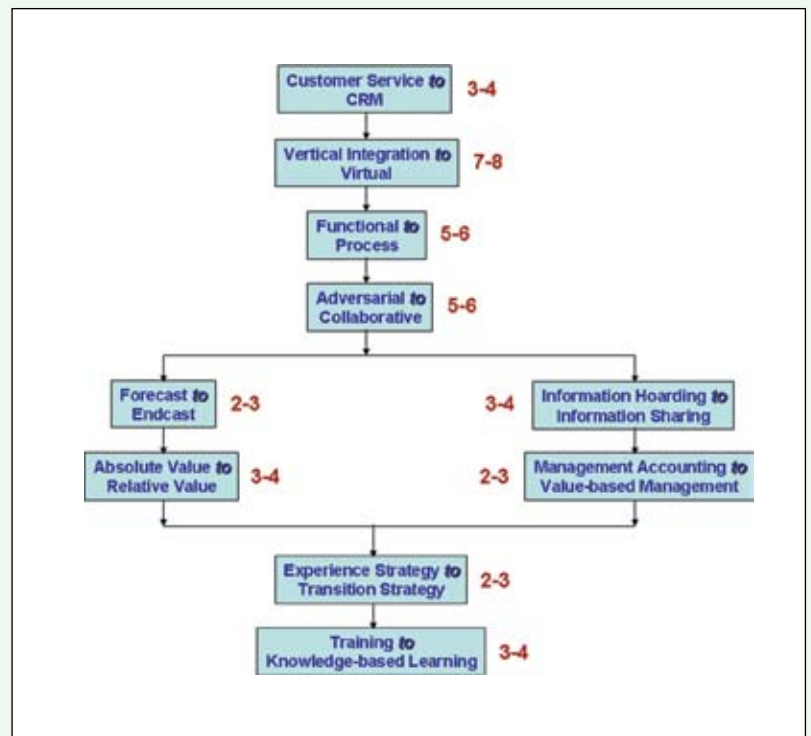 Customer Service to
CRM
3-4
Vertical Integration to
Virtual
7-8
Functional to
Process
5-6
Adversarial to
Collaborative
5-6
Forecast to
Endcast
2-3
3-4
Information Hoarding to
Information Sharing
Absolute Value to
Relative Value
3-4
2-3
Management Accounting to
Value-based Management
Experience Strategy to
Transition Strategy
2-3
Training to
Knowledge-based Learning
3-4